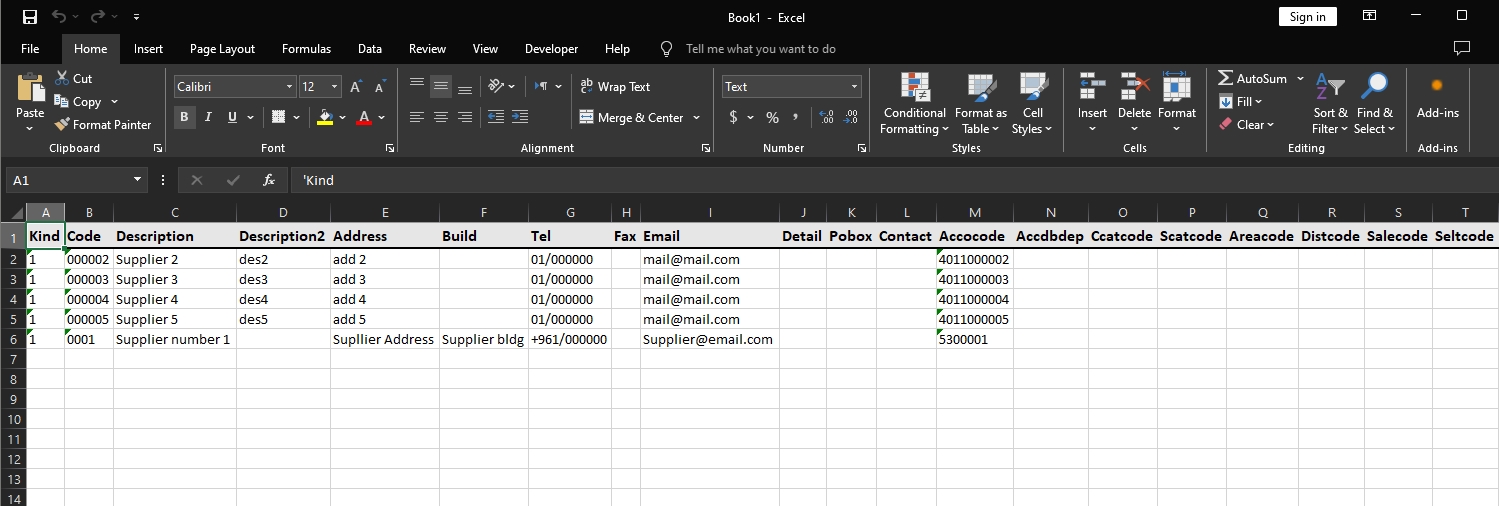 Book1 - Excel
Sign in
File Home Insert Page Layout Formulas Data Review View Developer Help Tell me what you want to do
Paste
Cut
Copy
Format Painter
Clipboard
Calibri 12 A A
B I U A
Font
ab c Wrap Text
Merge & Center
Alignment
Text
$ % , .00 .00
Number
Conditional Formatting
Format as Table
Cell Styles
Styles
Insert Delete Format
Cells
AutoSum
Fill
Clear
Sort & Filter
Find & Select
Editing
Add-ins
Add-ins
A1 fx 'Kind
A B C D E F G H I J K L M N O P Q R S T
1 Kind Code Description Description2 Address Build Tel Fax Email Detail Pobox Contact Accocode Accdbdep Ccatcode Scatcode Areacode Distcode Salecode Seltcode
2 1 000002 Supplier 2 des2 add 2 01/000000 mail@mail.com 4011000002
3 1 000003 Supplier 3 des3 add 3 01/000000 mail@mail.com 4011000003
4 1 000004 Supplier 4 des4 add 4 01/000000 mail@mail.com 4011000004
5 1 000005 Supplier 5 des5 add 5 01/000000 mail@mail.com 4011000005
6 1 0001 Supplier number 1 Supllier Address Supplier bldg +961/000000 Supplier@email.com 5300001
7
8
9
10
11
12
13
14